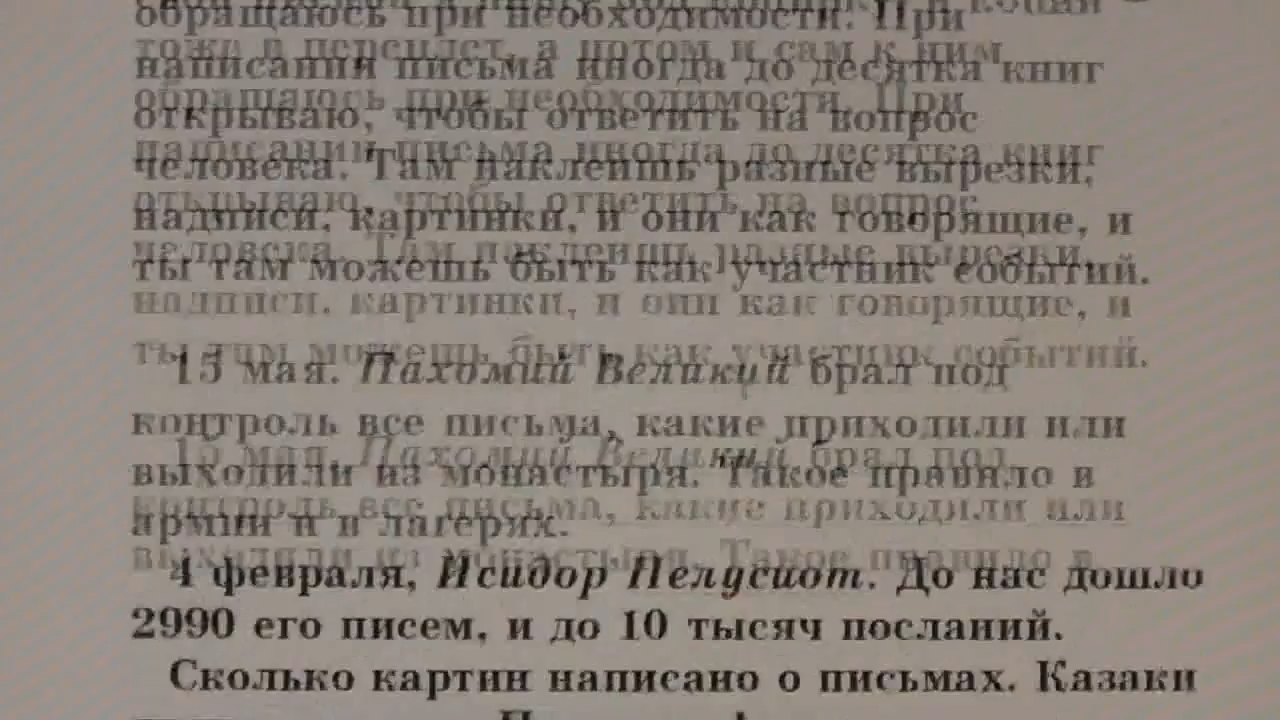 обращаюсь при необходимости. При
написании письма иногда до десятка книг
открываю, чтобы ответить на вопрос
человека. Там наклеишь разные вырезки,
надписи, картинки, и они как говорящие, и
ты там можешь быть как участник событий.
15 мая. Пахомий Великий брал под
контроль все письма, какие приходили или
выходили из монастыря. Такое правило в
армии и в лагерях.
4 февраля, Исидор Пелусиот. До нас дошло
2990 его писем, и до 10 тысяч посланий.
Сколько картин написано о письмах. Казаки